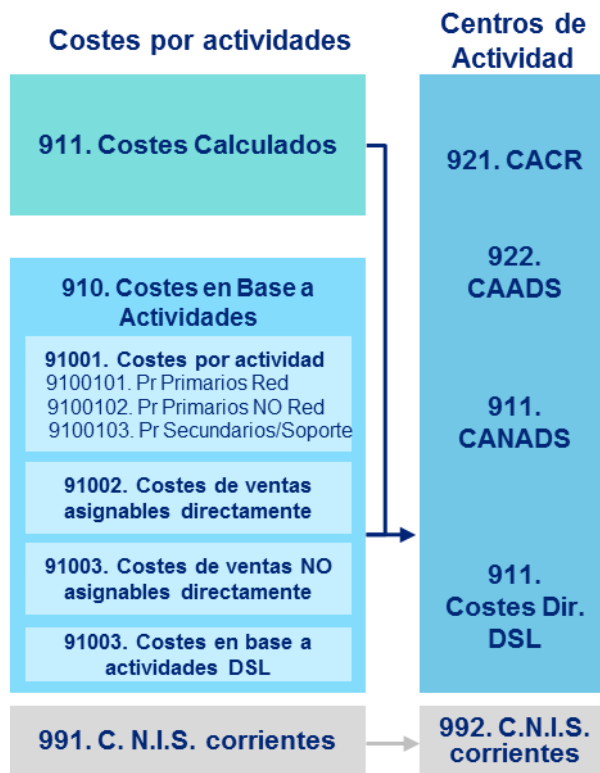 Costes por actividades
911. Costes Calculados
910. Costes en Base a
Actividades
91001. Costes por actividad
9100101. Pr Primarios Red
9100102. Pr Primarios NO Red
9100103. Pr Secundarios/Soporte
91002. Costes de ventas
asignables directamente
91003. Costes de ventas NO
asignables directamente
91003. Costes en base a
actividades DSL
991. C. N.I.S. corrientes
Centros de
Actividad
921. CACR
922.
CAADS
911.
CANADS
911.
Costes Dir.
DSL
992. C.N.I.S.
corrientes